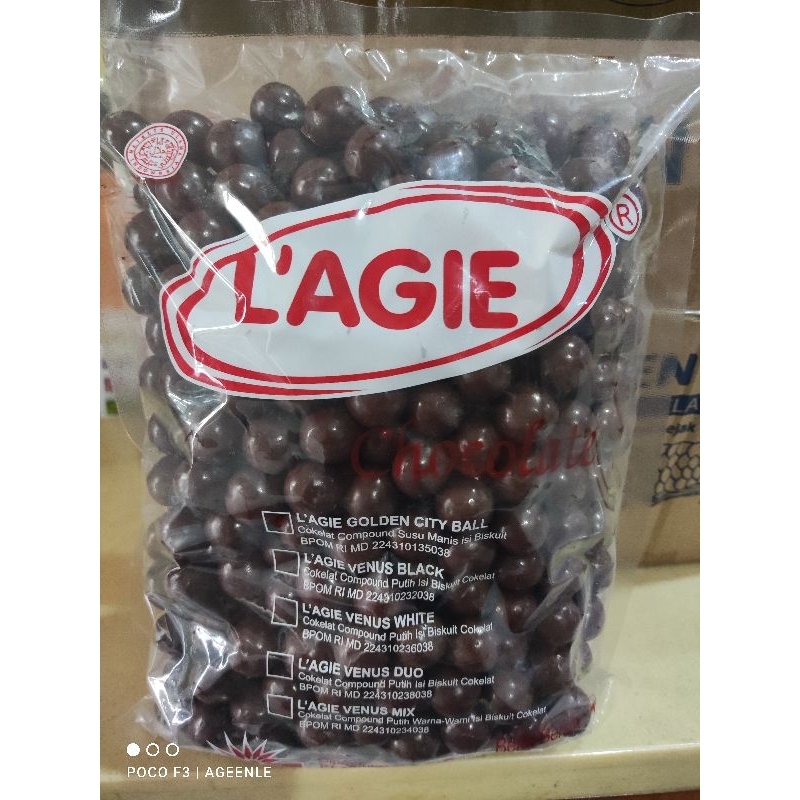 L'AGIE
®
Chocolate
L'AGIE GOLDEN CITY BALL
Cokelat Compound Susu Manis Isi Biskuit
BPOM RI MD 224310135038
L'AGIE VENUS BLACK
Cokelat Compound Putih Isi Biskuit Cokelat
BPOM RI MD 224310232038
L'AGIE VENUS WHITE
Cokelat Compound Putih Isi Biskuit Cokelat
BPOM RI MD 224310236038
L'AGIE VENUS DUO
Cokelat Compound Putih Isi Biskuit Cokelat
BPOM RI MD 224310238038
L'AGIE VENUS MIX
Cokelat Compound Putih Warna-Warni Isi Biskuit Cokelat
BPOM RI MD 224310234038
EN
LA
ejak
POCO F3 | AGEENLE